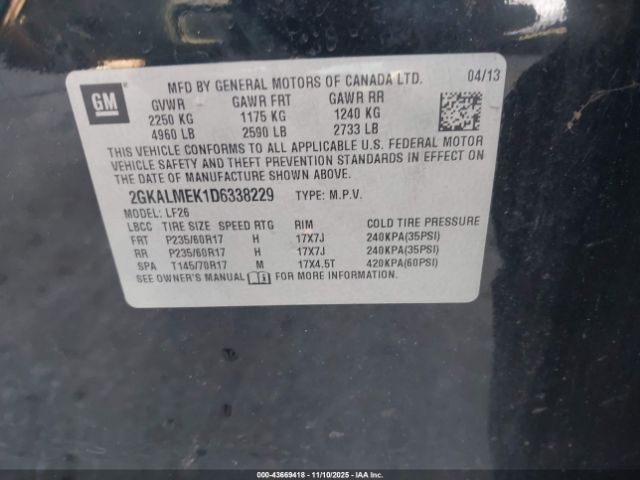 MFD BY GENERAL MOTORS OF CANADA LTD. 04/13
GM
GVWR GAWR FRT GAWR RR
2250 KG 1175 KG 1240 KG
4960 LB 2590 LB 2733 LB
THIS VEHICLE CONFORMS TO ALL APPLICABLE U.S. FEDERAL MOTOR
VEHICLE SAFETY AND THEFT PREVENTION STANDARDS IN EFFECT ON
THE DATE OF MANUFACTURE SHOWN ABOVE.
2GKALMEK1D6338229 TYPE: M.P.V.
MODEL: LF26
LBCC TIRE SIZE SPEED RTG RIM COLD TIRE PRESSURE
FRT P235/60R17 H 17X7J 240KPA(35PSI)
RR P235/60R17 H 17X7J 240KPA(35PSI)
SPA T145/70R17 M 17X4.5T 420KPA(60PSI)
SEE OWNER'S MANUAL FOR MORE INFORMATION.
000-43669418 - 11/10/2025 - IAAI.COM